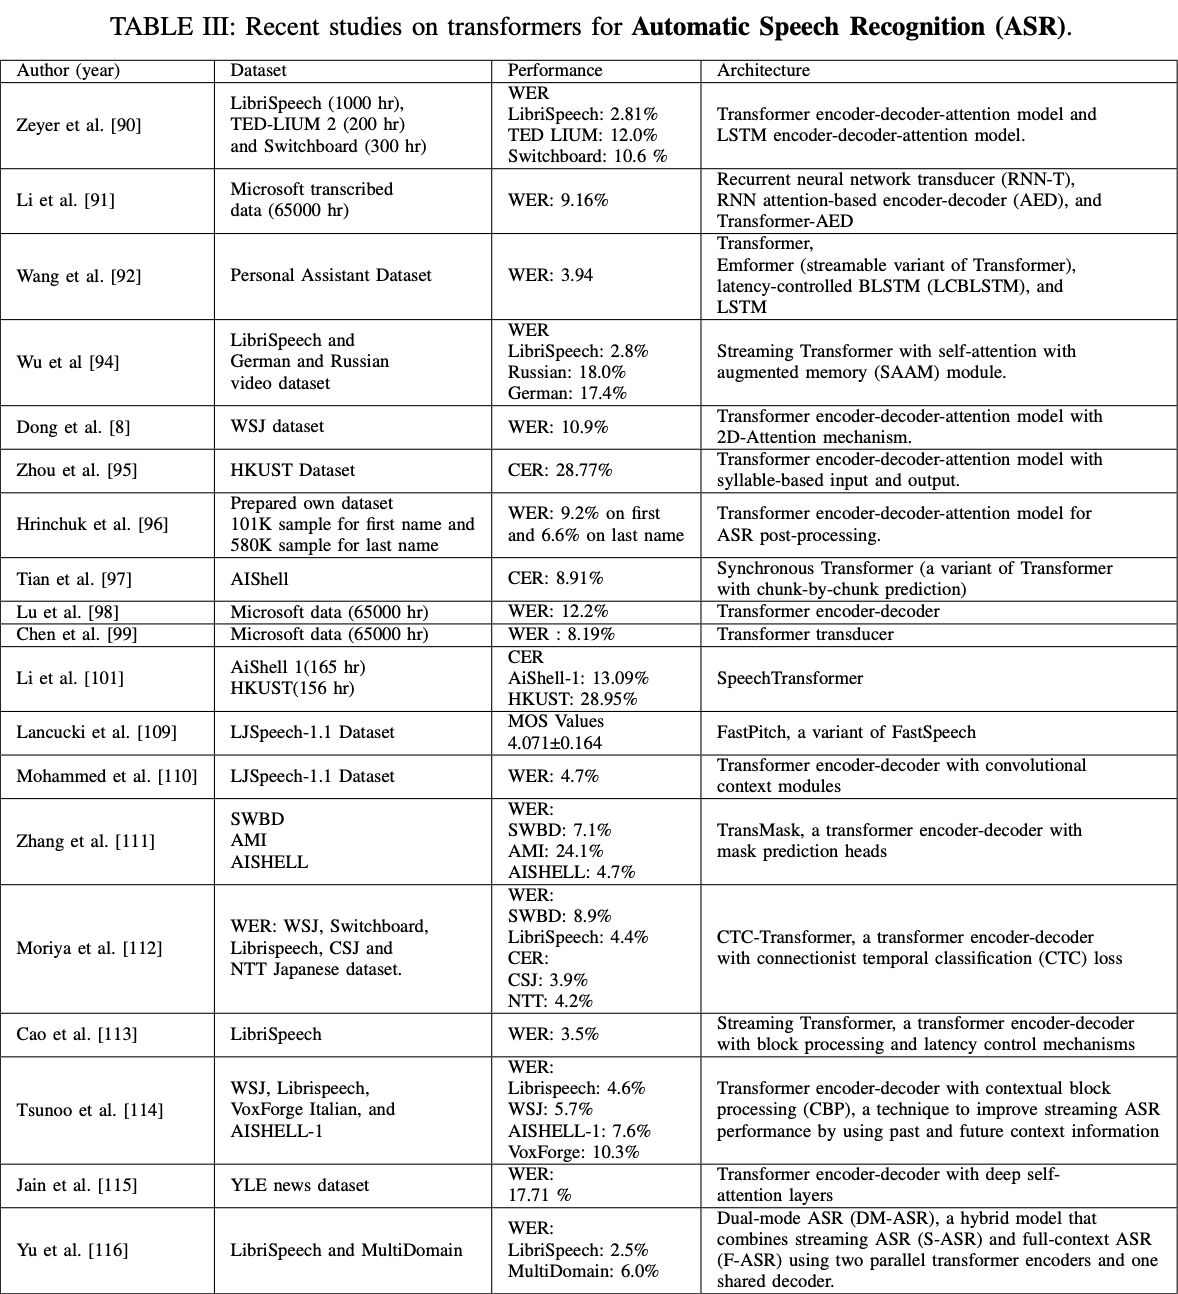 TABLE III: Recent studies on transformers for Automatic Speech Recognition (ASR).
Author (year) Dataset Performance Architecture
Zeyer et al. [90]
LibriSpeech (1000 hr),
TED-LIUM 2 (200 hr)
and Switchboard (300 hr)
WER
LibriSpeech: 2.81%
TED LIUM: 12.0%
Switchboard: 10.6 %
Transformer encoder-decoder-attention model and
LSTM encoder-decoder-attention model.
Li et al. [91]
Microsoft transcribed
data (65000 hr)
WER: 9.16%
Recurrent neural network transducer (RNN-T),
RNN attention-based encoder-decoder (AED), and
Transformer-AED
Wang et al. [92]
Personal Assistant Dataset
WER: 3.94
Transformer,
Emformer (streamable variant of Transformer),
latency-controlled BLSTM (LCBLSTM), and
LSTM
Wu et al [94]
LibriSpeech and
German and Russian
video dataset
WER
LibriSpeech: 2.8%
Russian: 18.0%
German: 17.4%
Streaming Transformer with self-attention with
augmented memory (SAAM) module.
Dong et al. [8]
WSJ dataset
WER: 10.9%
Transformer encoder-decoder-attention model with
2D-Attention mechanism.
Zhou et al. [95]
HKUST Dataset
CER: 28.77%
Transformer encoder-decoder-attention model with
syllable-based input and output.
Hrinchuk et al. [96]
Prepared own dataset
101K sample for first name and
580K sample for last name
WER: 9.2% on first
and 6.6% on last name
Transformer encoder-decoder-attention model for
ASR post-processing.
Tian et al. [97]
AIShell
CER: 8.91%
Synchronous Transformer (a variant of Transformer
with chunk-by-chunk prediction)
Lu et al. [98] Microsoft data (65000 hr) WER: 12.2% Transformer encoder-decoder
Chen et al. [99] Microsoft data (65000 hr) WER : 8.19% Transformer transducer
Li et al. [101]
AiShell 1(165 hr)
HKUST(156 hr)
CER
AiShell-1: 13.09%
HKUST: 28.95%
SpeechTransformer
Lancucki et al. [109]
LJSpeech-1.1 Dataset
MOS Values
4.071±0.164
FastPitch, a variant of FastSpeech
Mohammed et al. [110]
LJSpeech-1.1 Dataset
WER: 4.7%
Transformer encoder-decoder with convolutional
context modules
Zhang et al. [111]
SWBD
AMI
AISHELL
WER:
SWBD: 7.1%
AMI: 24.1%
AISHELL: 4.7%
TransMask, a transformer encoder-decoder with
mask prediction heads
Moriya et al. [112]
WER: WSJ, Switchboard,
Librispeech, CSJ and
NTT Japanese dataset.
WER:
SWBD: 8.9%
LibriSpeech: 4.4%
CER:
CSJ: 3.9%
NTT: 4.2%
CTC-Transformer, a transformer encoder-decoder
with connectionist temporal classification (CTC) loss
Cao et al. [113]
LibriSpeech
WER: 3.5%
Streaming Transformer, a transformer encoder-decoder
with block processing and latency control mechanisms
Tsunoo et al. [114]
WSJ, Librispeech,
VoxForge Italian, and
AISHELL-1
WER:
Librispeech: 4.6%
WSJ: 5.7%
AISHELL-1: 7.6%
VoxForge: 10.3%
Transformer encoder-decoder with contextual block
processing (CBP), a technique to improve streaming ASR
performance by using past and future context information
Jain et al. [115]
YLE news dataset
WER:
17.71 %
Transformer encoder-decoder with deep self-
attention layers
Yu et al. [116]
LibriSpeech and MultiDomain
WER:
LibriSpeech: 2.5%
MultiDomain: 6.0%
Dual-mode ASR (DM-ASR), a hybrid model that
combines streaming ASR (S-ASR) and full-context ASR
(F-ASR) using two parallel transformer encoders and one
shared decoder.